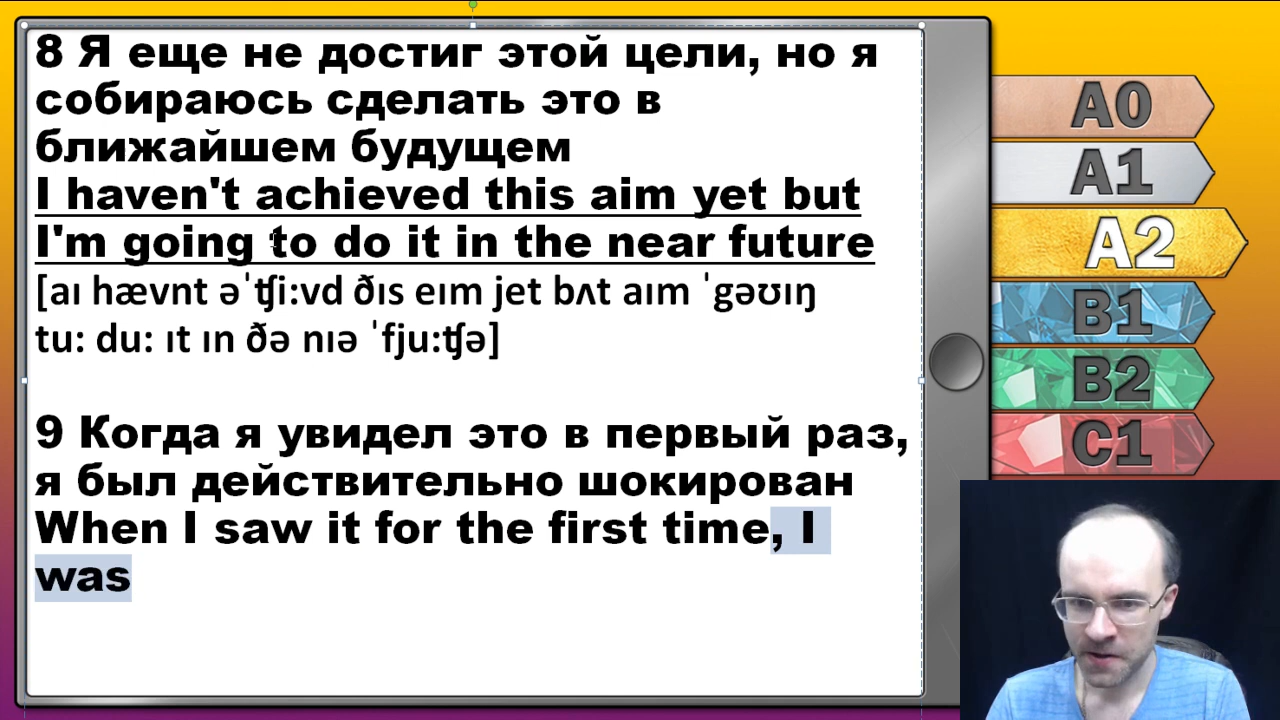 8 Я еще не достиг этой цели, но я
собираюсь сделать это в
ближайшем будущем
I haven't achieved this aim yet but
I'm going to do it in the near future
[aɪ hævnt əˈʧi:vd ðɪs eɪm jet bʌt aɪm ˈgəʊɪŋ
tu: du: ɪt ɪn ðə nɪə ˈfju:ʧə]
9 Когда я увидел это в первый раз,
я был действительно шокирован
When I saw it for the first time, I
was
A0
A1
A2
B1
B2
C1